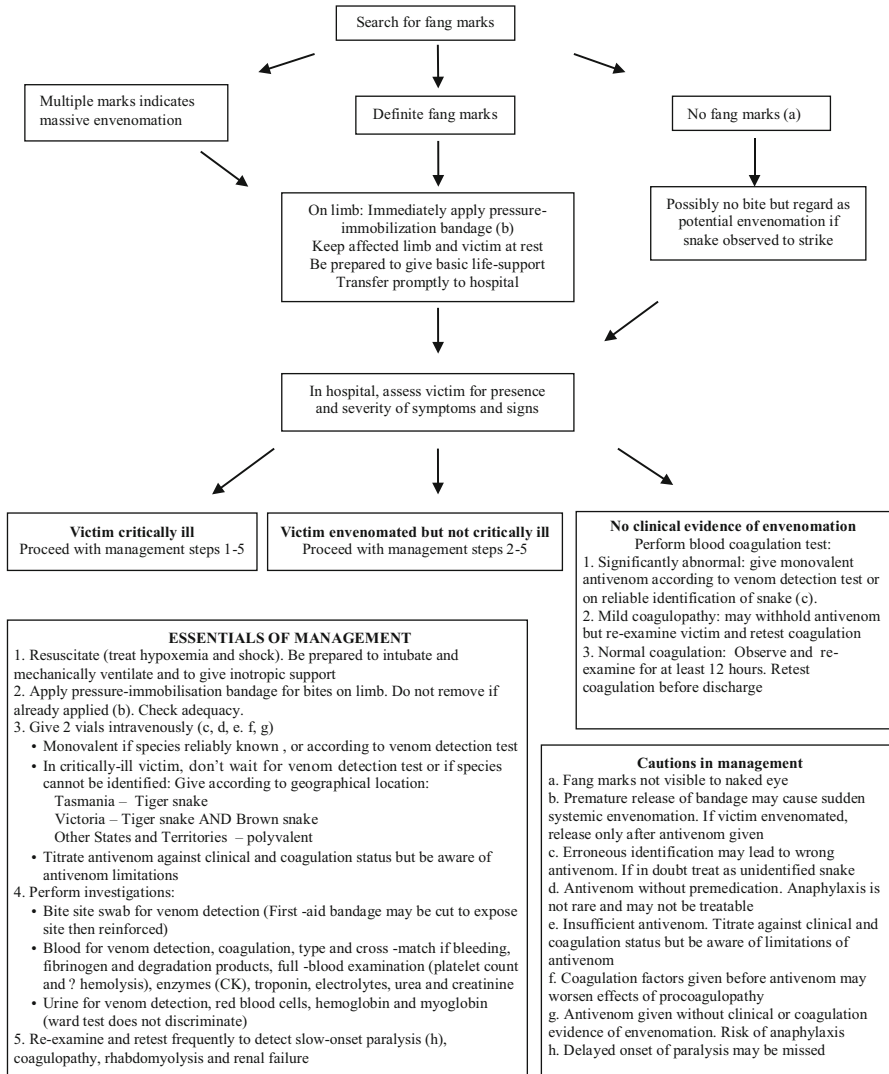 Search for fang marks
Multiple marks indicates
massive envenomation
Definite fang marks
No fang marks (a)
On limb: Immediately apply pressure-
immobilization bandage (b)
Keep affected limb and victim at rest
Be prepared to give basic life-support
Transfer promptly to hospital
Possibly no bite but regard as
potential envenomation if
snake observed to strike
In hospital, assess victim for presence
and severity of symptoms and signs
Victim critically ill
Proceed with management steps 1-5
Victim envenomated but not critically ill
Proceed with management steps 2-5
No clinical evidence of envenomation
Perform blood coagulation test:
1. Significantly abnormal: give monovalent
antivenom according to venom detection test or
on reliable identification of snake (c).
2. Mild coagulopathy: may withhold antivenom
but re-examine victim and retest coagulation
3. Normal coagulation: Observe and re-
examine for at least 12 hours. Retest
coagulation before discharge
ESSENTIALS OF MANAGEMENT
1. Resuscitate (treat hypoxemia and shock). Be prepared to intubate and
mechanically ventilate and to give inotropic support
2. Apply pressure-immobilisation bandage for bites on limb. Do not remove if
already applied (b). Check adequacy.
3. Give 2 vials intravenously (c, d, e. f, g)
• Monovalent if species reliably known , or according to venom detection test
• In critically-ill victim, don't wait for venom detection test or if species
cannot be identified: Give according to geographical location:
Tasmania – Tiger snake
Victoria – Tiger snake AND Brown snake
Other States and Territories – polyvalent
• Titrate antivenom against clinical and coagulation status but be aware of
antivenom limitations
4. Perform investigations:
• Bite site swab for venom detection (First -aid bandage may be cut to expose
site then reinforced)
• Blood for venom detection, coagulation, type and cross -match if bleeding,
fibrinogen and degradation products, full -blood examination (platelet count
and ? hemolysis), enzymes (CK), troponin, electrolytes, urea and creatinine
• Urine for venom detection, red blood cells, hemoglobin and myoglobin
(ward test does not discriminate)
5. Re-examine and retest frequently to detect slow-onset paralysis (h),
coagulopathy, rhabdomyolysis and renal failure
Cautions in management
a. Fang marks not visible to naked eye
b. Premature release of bandage may cause sudden
systemic envenomation. If victim envenomated,
release only after antivenom given
c. Erroneous identification may lead to wrong
antivenom. If in doubt treat as unidentified snake
d. Antivenom without premedication. Anaphylaxis is
not rare and may not be treatable
e. Insufficient antivenom. Titrate against clinical and
coagulation status but be aware of limitations of
antivenom
f. Coagulation factors given before antivenom may
worsen effects of procoagulopathy
g. Antivenom given without clinical or coagulation
evidence of envenomation. Risk of anaphylaxis
h. Delayed onset of paralysis may be missed